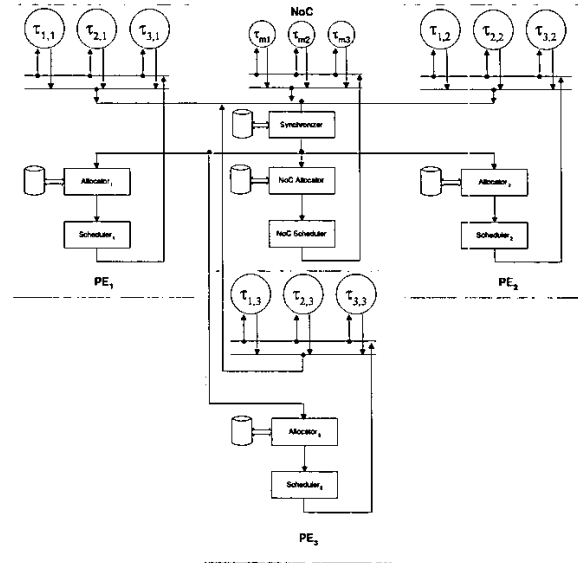 NoC
τ1,1 τ2,1 τ3,1
τm1 τm2 τm3
τ1,2 τ2,2 τ3,2
Synchronizer
Allocator1
NoC Allocator
Allocator2
Scheduler1
NoC Scheduler
Scheduler2
PE1
PE2
τ1,3 τ2,3 τ3,3
Allocator3
Scheduler3
PE3